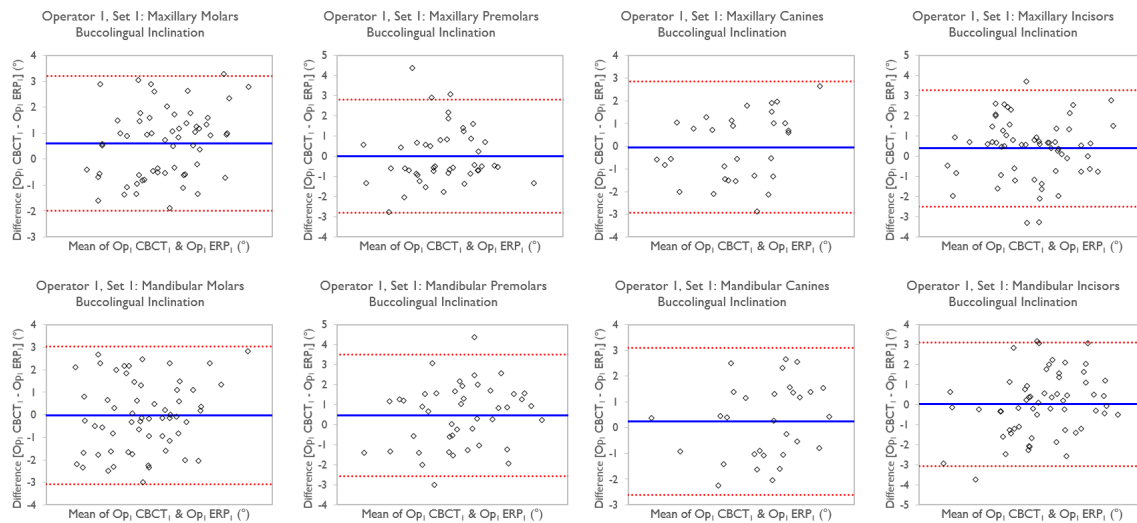 Operator 1, Set 1: Maxillary Molars
Buccolingual Inclination
Difference [Op₁ CBCT₁ - Op₁ ERP₁] (°)
4
3
2
1
0
-1
-2
-3
Mean of Op₁ CBCT₁ & Op₁ ERP₁ (°)
Operator 1, Set 1: Maxillary Premolars
Buccolingual Inclination
Difference [Op₁ CBCT₁ - Op₁ ERP₁] (°)
5
4
3
2
1
0
-1
-2
-3
-4
Mean of Op₁ CBCT₁ & Op₁ ERP₁ (°)
Operator 1, Set 1: Maxillary Canines
Buccolingual Inclination
Difference [Op₁ CBCT₁ - Op₁ ERP₁] (°)
4
3
2
1
0
-1
-2
-3
-4
Mean of Op₁ CBCT₁ & Op₁ ERP₁ (°)
Operator 1, Set 1: Maxillary Incisors
Buccolingual Inclination
Difference [Op₁ CBCT₁ - Op₁ ERP₁] (°)
5
4
3
2
1
0
-1
-2
-3
-4
Mean of Op₁ CBCT₁ & Op₁ ERP₁ (°)
Operator 1, Set 1: Mandibular Molars
Buccolingual Inclination
Difference [Op₁ CBCT₁ - Op₁ ERP₁] (°)
4
3
2
1
0
-1
-2
-3
-4
Mean of Op₁ CBCT₁ & Op₁ ERP₁ (°)
Operator 1, Set 1: Mandibular Premolars
Buccolingual Inclination
Difference [Op₁ CBCT₁ - Op₁ ERP₁] (°)
5
4
3
2
1
0
-1
-2
-3
-4
Mean of Op₁ CBCT₁ & Op₁ ERP₁ (°)
Operator 1, Set 1: Mandibular Canines
Buccolingual Inclination
Difference [Op₁ CBCT₁ - Op₁ ERP₁] (°)
4
3
2
1
0
-1
-2
-3
Mean of Op₁ CBCT₁ & Op₁ ERP₁ (°)
Operator 1, Set 1: Mandibular Incisors
Buccolingual Inclination
Difference [Op₁ CBCT₁ - Op₁ ERP₁] (°)
4
3
2
1
0
-1
-2
-3
-4
-5
Mean of Op₁ CBCT₁ & Op₁ ERP₁ (°)